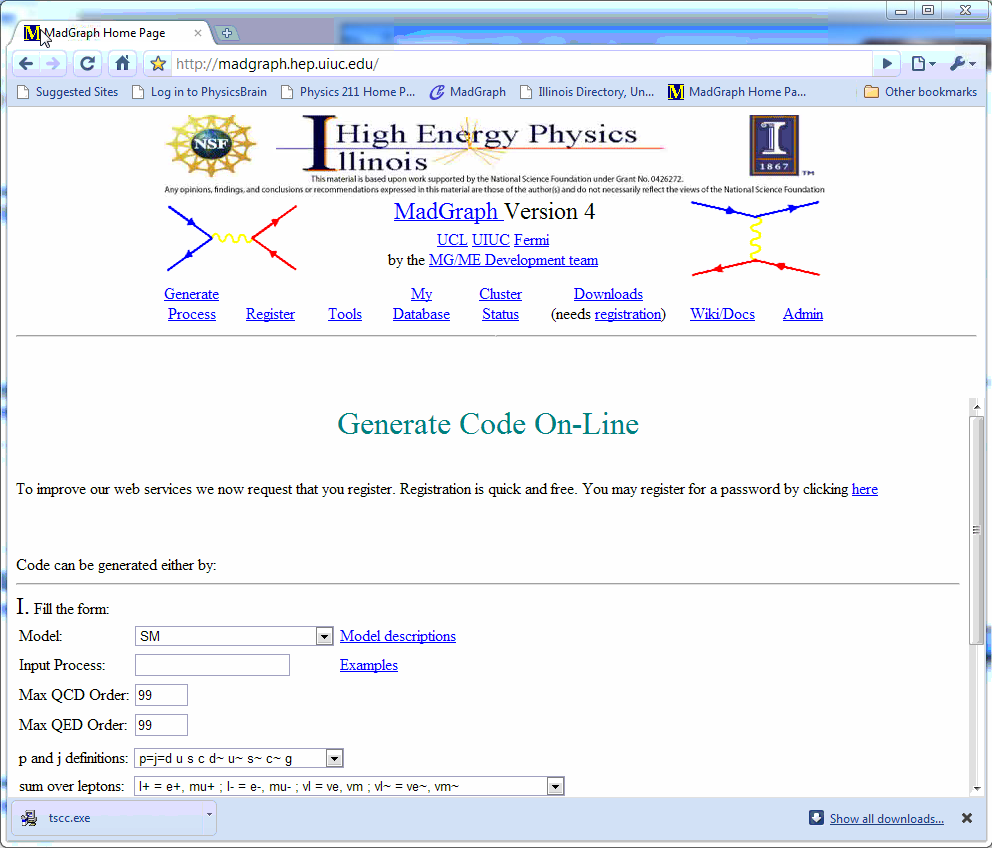 MadGraph Home Page
http://madgraph.hep.uiuc.edu/
Suggested Sites Log in to PhysicsBrain Physics 211 Home P... MadGraph Illinois Directory, Un... MadGraph Home Pa... Other bookmarks
NSF
High Energy Physics
Illinois
I
1867
TM
This material is based upon work supported by the National Science Foundation under Grant No. 0426272.
Any opinions, findings, and conclusions or recommendations expressed in this material are those of the author(s) and do not necessarily reflect the views of the National Science Foundation
MadGraph Version 4
UCL UIUC Fermi
by the MG/ME Development team
Generate Process Register Tools My Database Cluster Status Downloads (needs registration) Wiki/Docs Admin
Generate Code On-Line
To improve our web services we now request that you register. Registration is quick and free. You may register for a password by clicking here
Code can be generated either by:
I. Fill the form:
Model: SM Model descriptions
Input Process: Examples
Max QCD Order: 99
Max QED Order: 99
p and j definitions: p=j=d u s c d~ u~ s~ c~ g
sum over leptons: l+ = e+, mu+ ; l- = e-, mu- ; vl = ve, vm ; vl~ = ve~, vm~
tscc.exe Show all downloads...